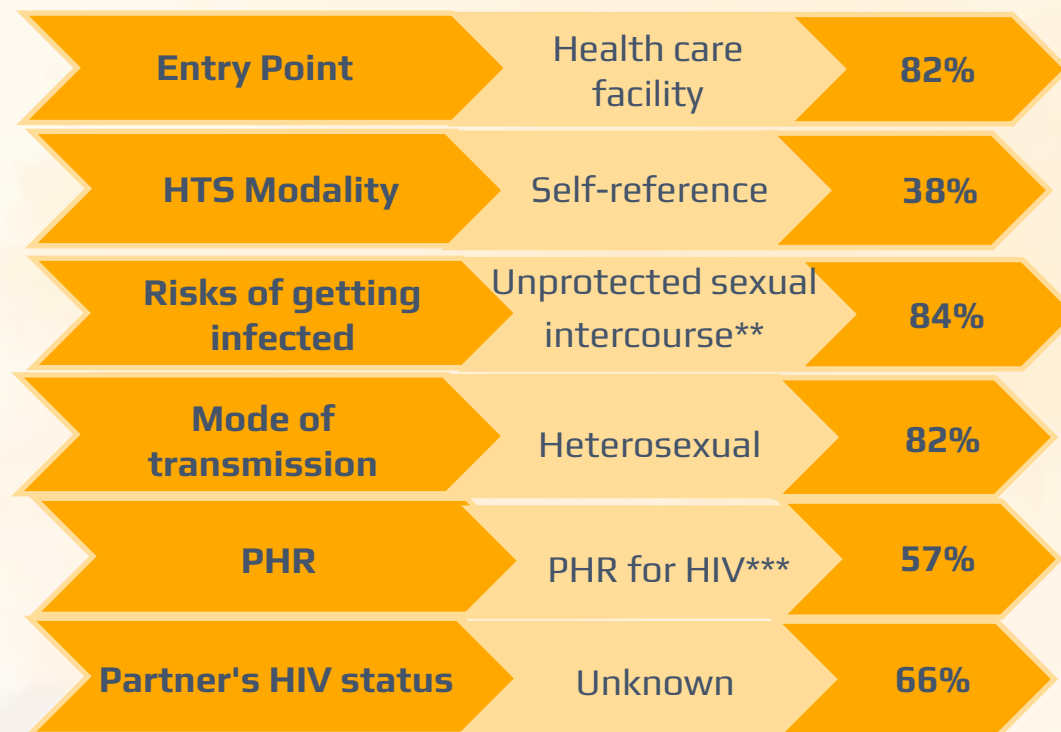 Entry Point
Health care
facility
82%
HTS Modality
Self-reference
38%
Risks of getting
infected
Unprotected sexual
intercourse**
84%
Mode of
transmission
Heterosexual
82%
PHR
PHR for HIV***
57%
Partner's HIV status
Unknown
66%